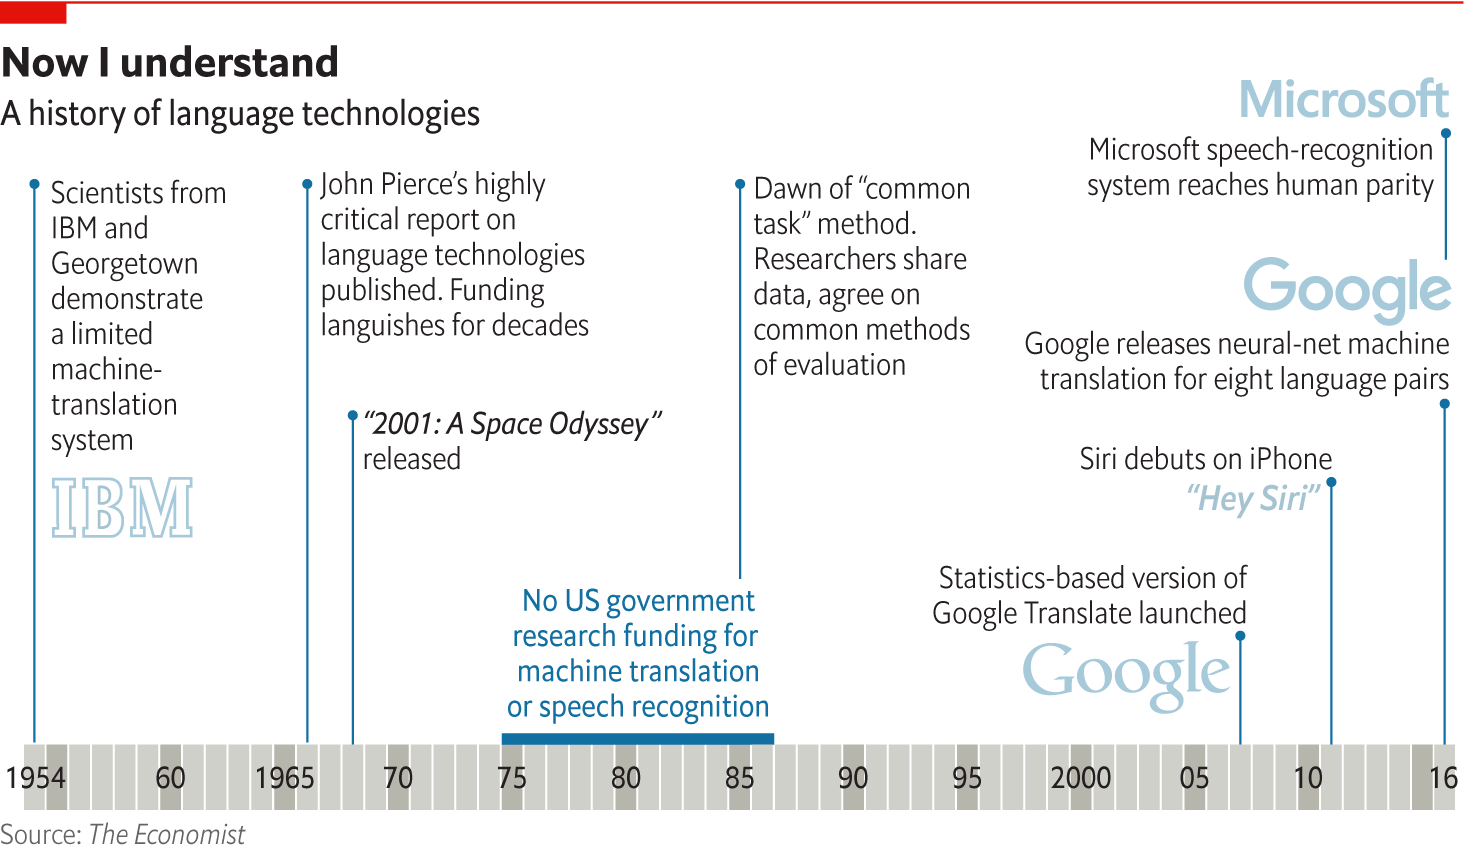 Now I understand
A history of language technologies
Scientists from
IBM and
Georgetown
demonstrate
a limited
machine-
translation
system
IBM
John Pierce’s highly
critical report on
language technologies
published. Funding
languishes for decades
“2001: A Space Odyssey”
released
Dawn of “common
task” method.
Researchers share
data, agree on
common methods
of evaluation
No US government
research funding for
machine translation
or speech recognition
Microsoft
Microsoft speech-recognition
system reaches human parity
Google
Google releases neural-net machine
translation for eight language pairs
Siri debuts on iPhone
“Hey Siri”
Statistics-based version of
Google Translate launched
Google
1954 60 1965 70 75 80 85 90 95 2000 05 10 16
Source: The Economist